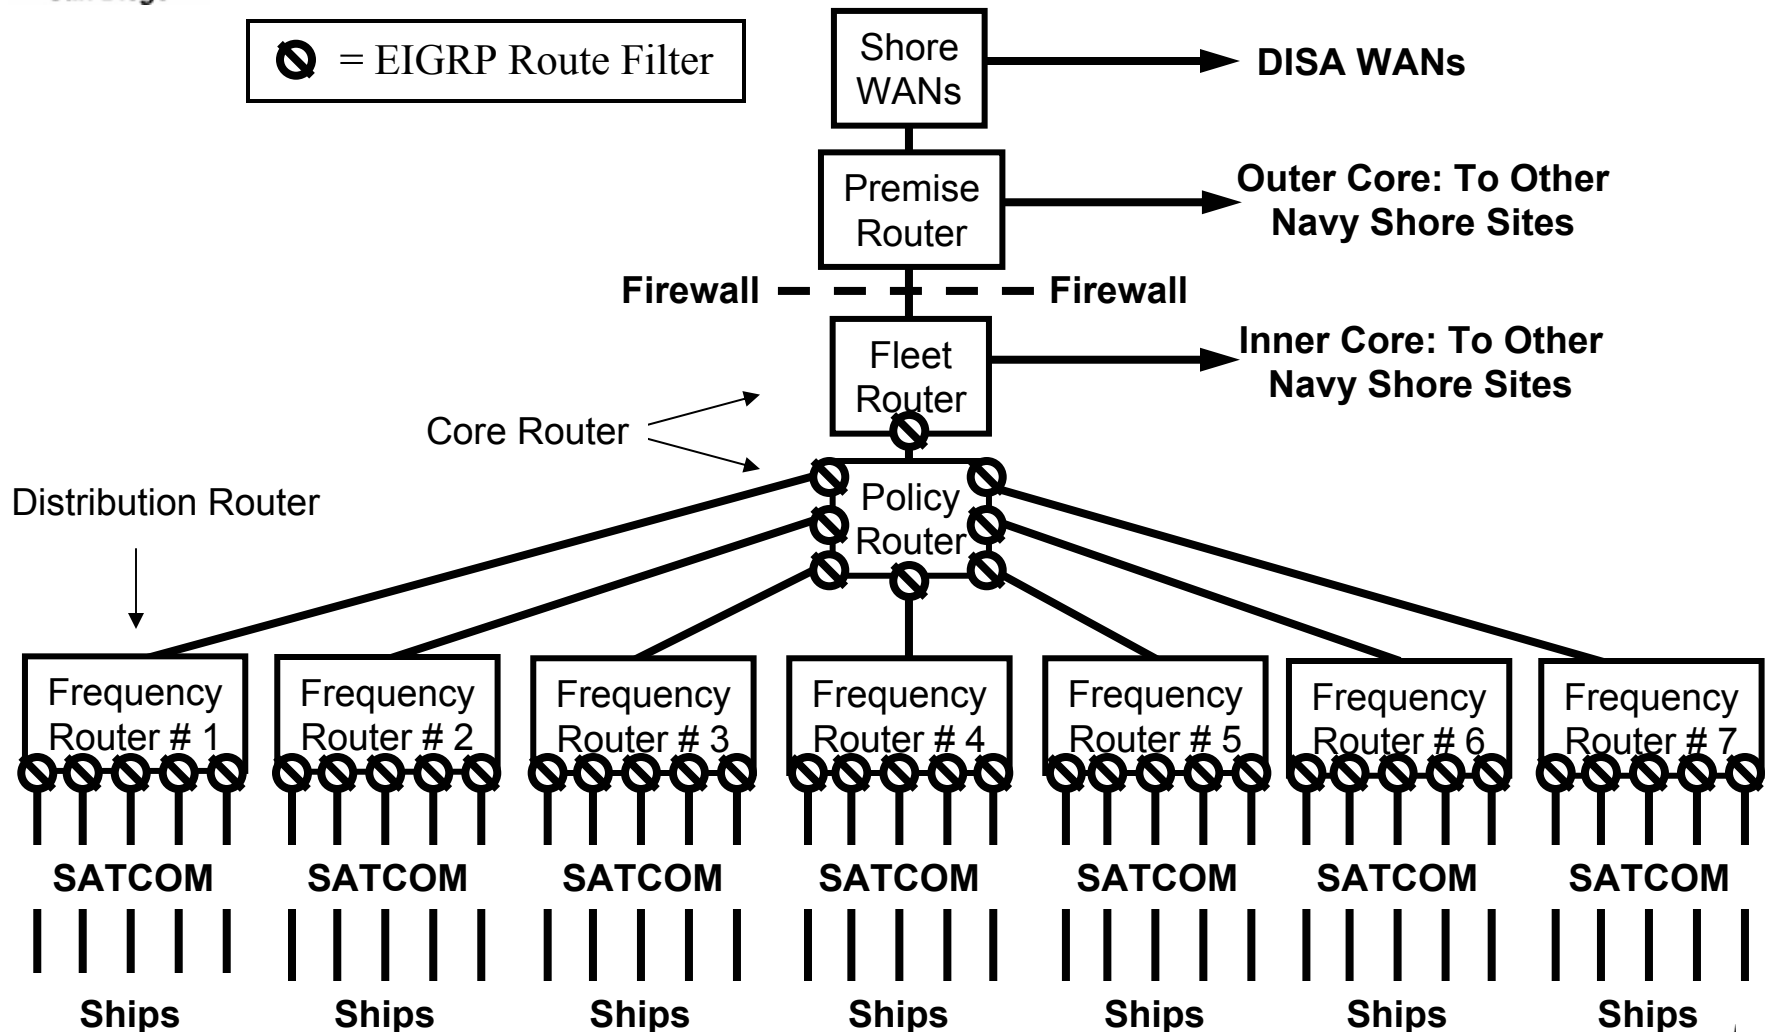 = EIGRP Route Filter
Shore
WANs
DISA WANs
Premise
Router
Outer Core: To Other
Navy Shore Sites
Firewall
Firewall
Fleet
Router
Inner Core: To Other
Navy Shore Sites
Core Router
Policy
Router
Distribution Router
Frequency
Router # 1
Frequency
Router # 2
Frequency
Router # 3
Frequency
Router # 4
Frequency
Router # 5
Frequency
Router # 6
Frequency
Router # 7
SATCOM
SATCOM
SATCOM
SATCOM
SATCOM
SATCOM
SATCOM
Ships
Ships
Ships
Ships
Ships
Ships
Ships